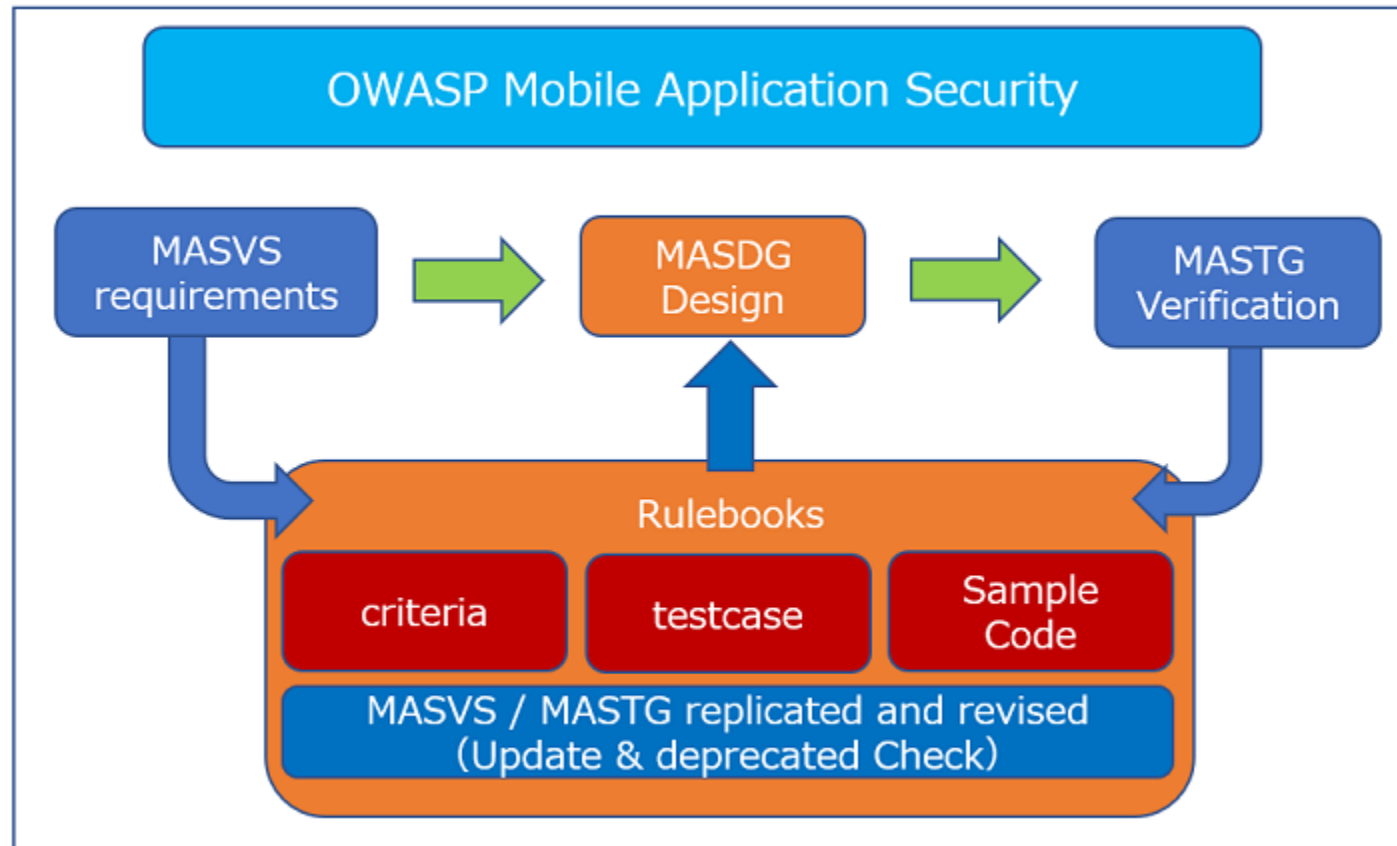 OWASP Mobile Application Security
MASVS
requirements
MASDG
Design
MASTG
Verification
Rulebooks
criteria
testcase
Sample
Code
MASVS / MASTG replicated and revised
（Update & deprecated Check）